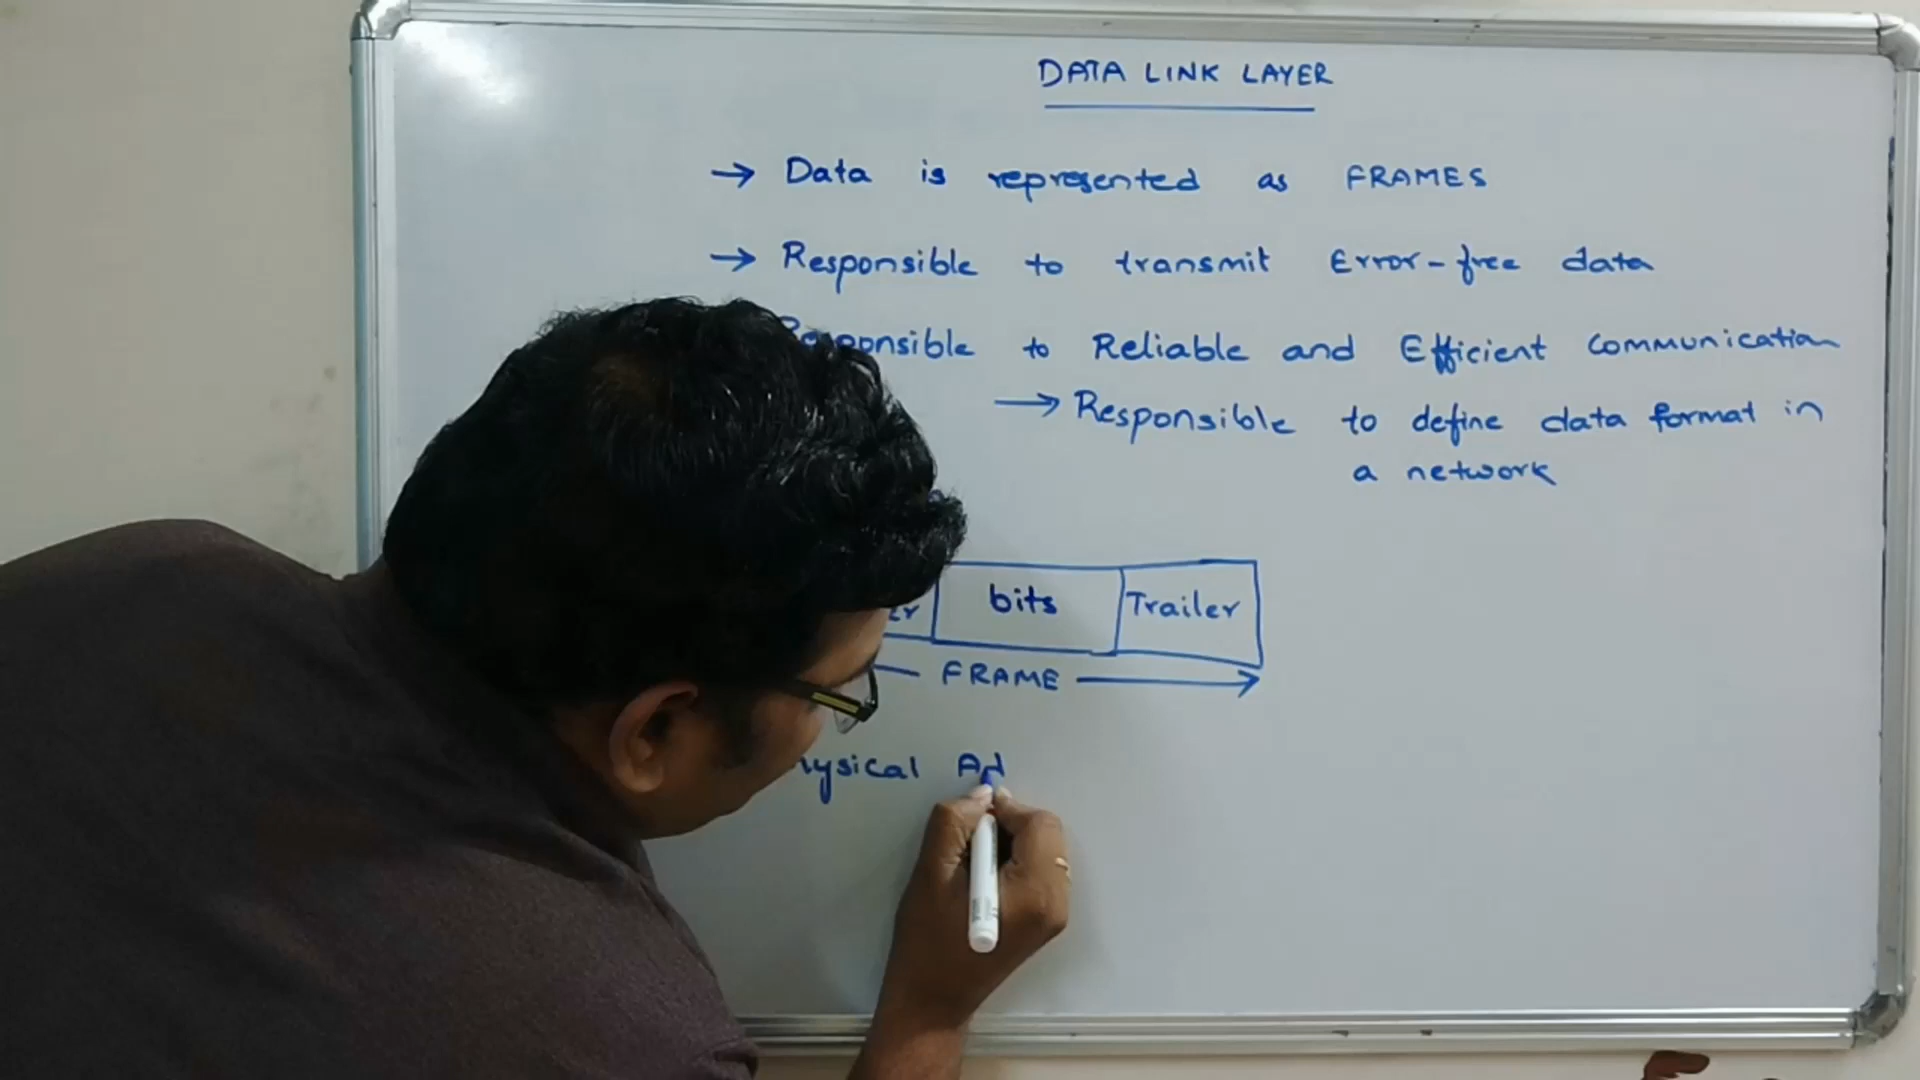 DATA LINK LAYER
→ Data is represented as FRAMES
→ Responsible to transmit Error-free data
Responsible to Reliable and Efficient Communication
→ Responsible to define data format in
a network
bits Trailer
FRAME →
Ad